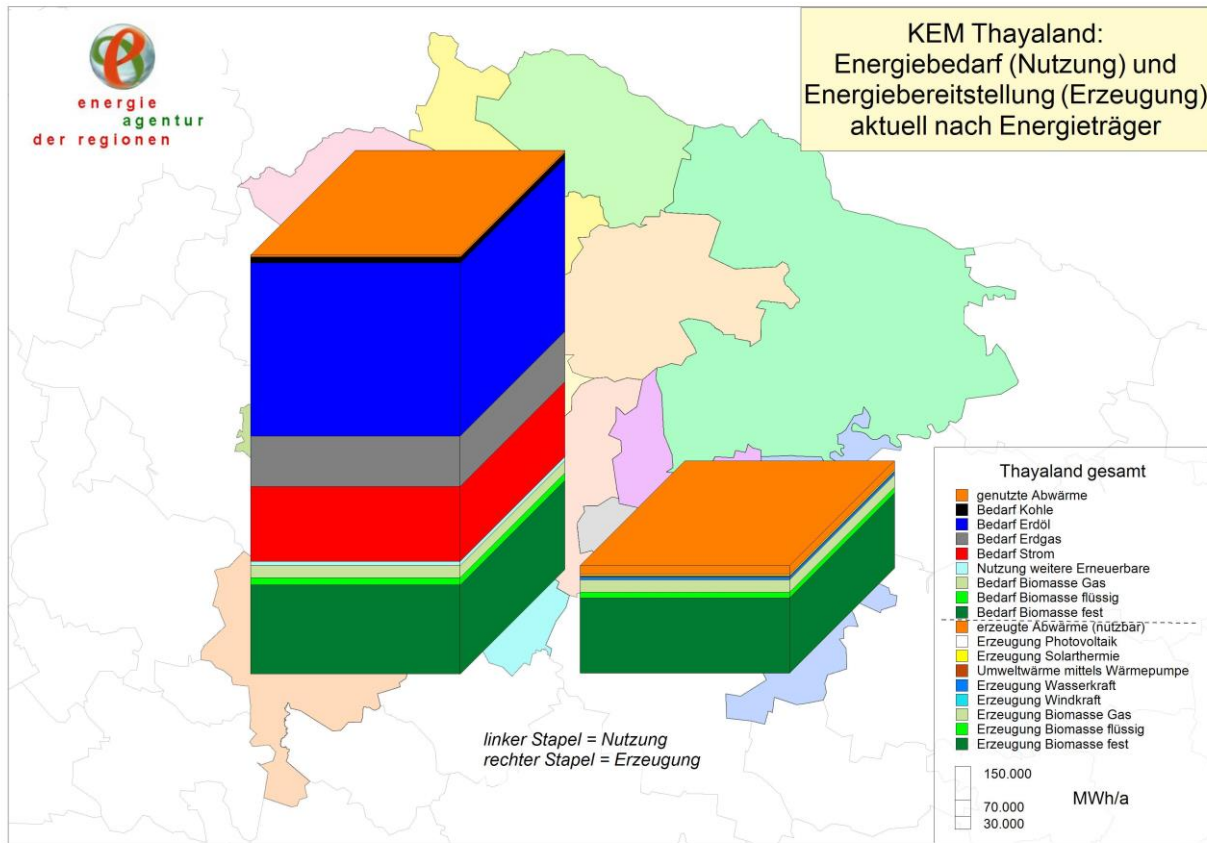 energie
agentur
der regionen
KEM Thayaland:
Energiebedarf (Nutzung) und
Energiebereitstellung (Erzeugung)
aktuell nach Energieträger
Thayaland gesamt
genutzte Abwärme
Bedarf Kohle
Bedarf Erdöl
Bedarf Erdgas
Bedarf Strom
Nutzung weitere Erneuerbare
Bedarf Biomasse Gas
Bedarf Biomasse flüssig
Bedarf Biomasse fest
erzeugte Abwärme (nutzbar)
Erzeugung Photovoltaik
Erzeugung Solarthermie
Umweltwärme mittels Wärmepumpe
Erzeugung Wasserkraft
Erzeugung Windkraft
Erzeugung Biomasse Gas
Erzeugung Biomasse flüssig
Erzeugung Biomasse fest
linker Stapel = Nutzung
rechter Stapel = Erzeugung
150.000
70.000
30.000
MWh/a